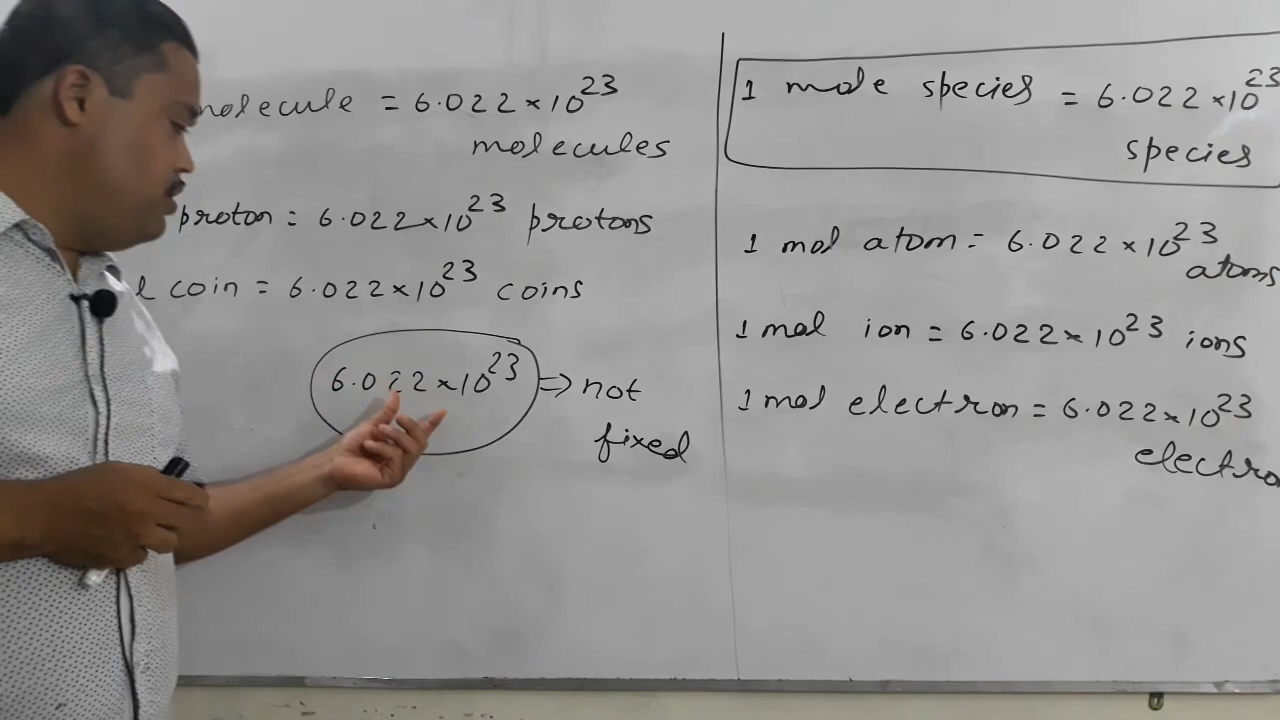 molecule = 6.022×10²³
molecules
proton = 6.022×10²³ protons
l coin = 6.022×10²³ coins
6.022×10²³ ⇒ not
fixed
1 mole species = 6.022×10²³
species
1 mol atom = 6.022×10²³
atoms
1 mol ion = 6.022×10²³ ions
1 mol electron = 6.022×10²³
electro